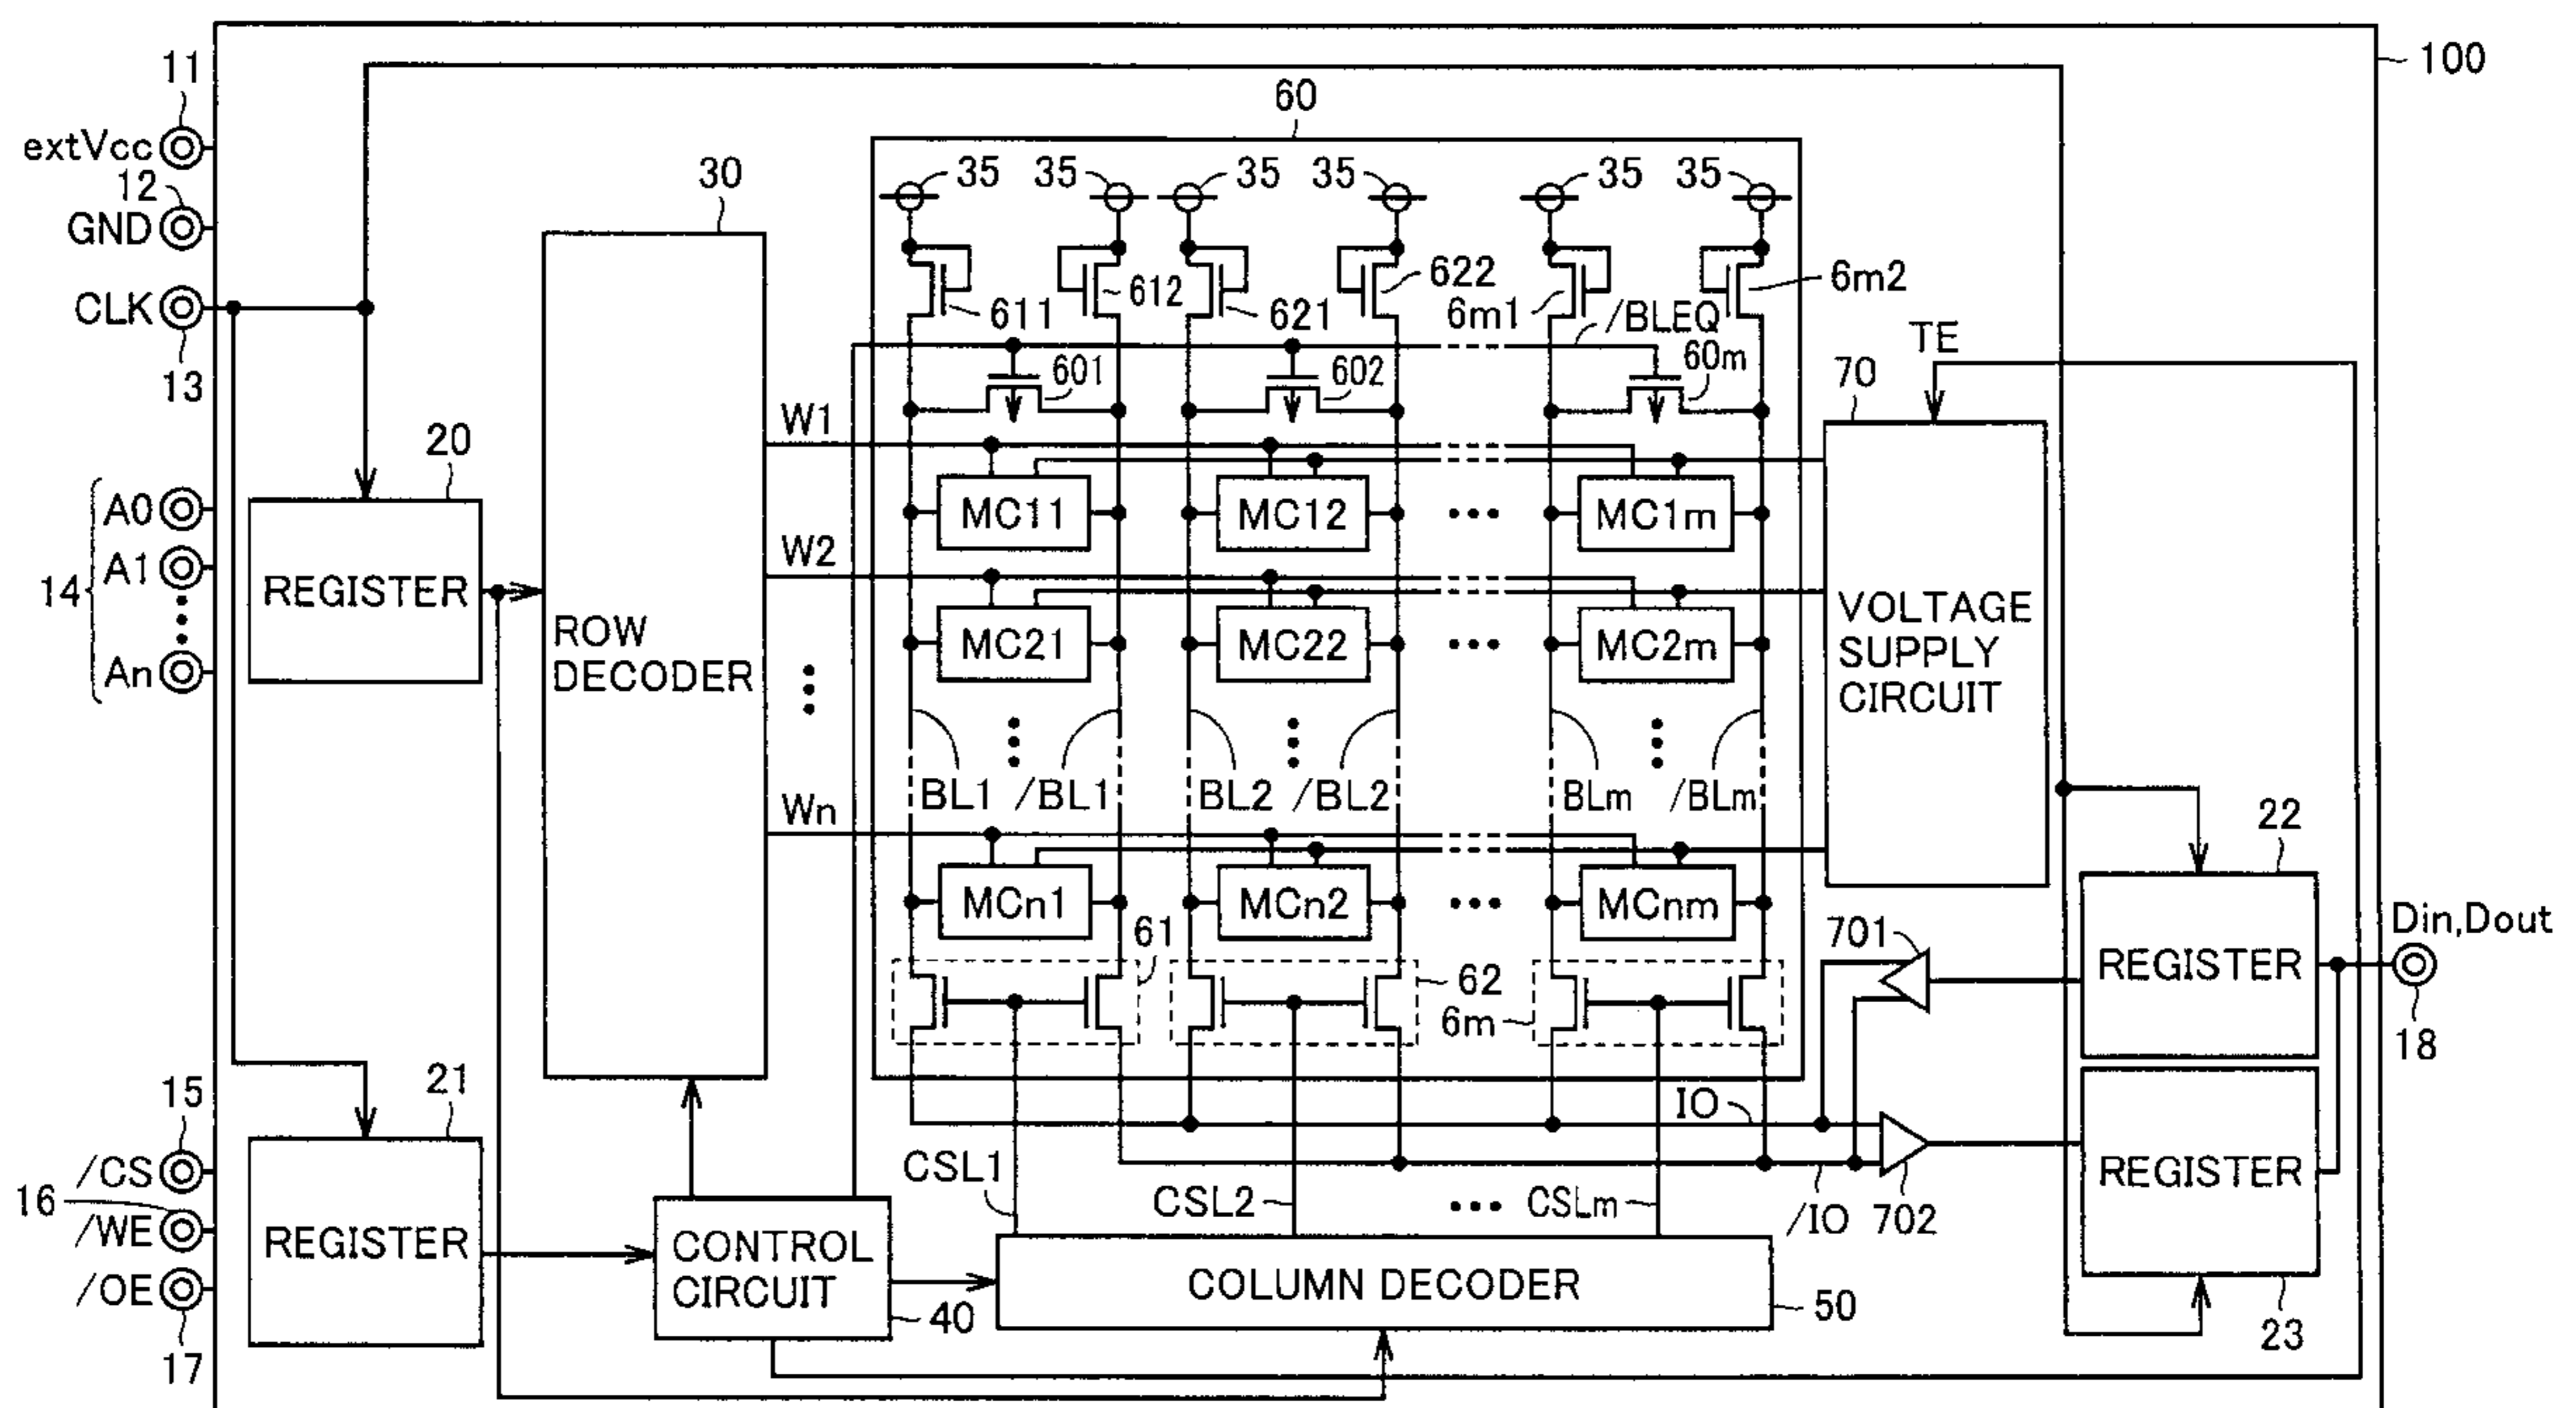 11
100
60
extVcc
35 35 35 35 35 35
12
30
GND
622
6m2
612
611
621
6m1
/BLEQ
CLK
TE
601
602
60m
70
13
W1
20
A0
MC11
MC12
...
MC1m
W2
14
A1
REGISTER
VOLTAGE
SUPPLY
CIRCUIT
ROW
DECODER
MC21
MC22
...
MC2m
An
BL1 /BL1
BL2 /BL2
BLm /BLm
Wn
22
MCn1
MCn2
...
MCnm
61
701
Din,Dout
REGISTER
62
6m
18
15
21
IO
/CS
CSL1
REGISTER
16
CSL2
...
CSLm
/IO
702
/WE
REGISTER
CONTROL
CIRCUIT
COLUMN DECODER
/OE
40
50
23
17